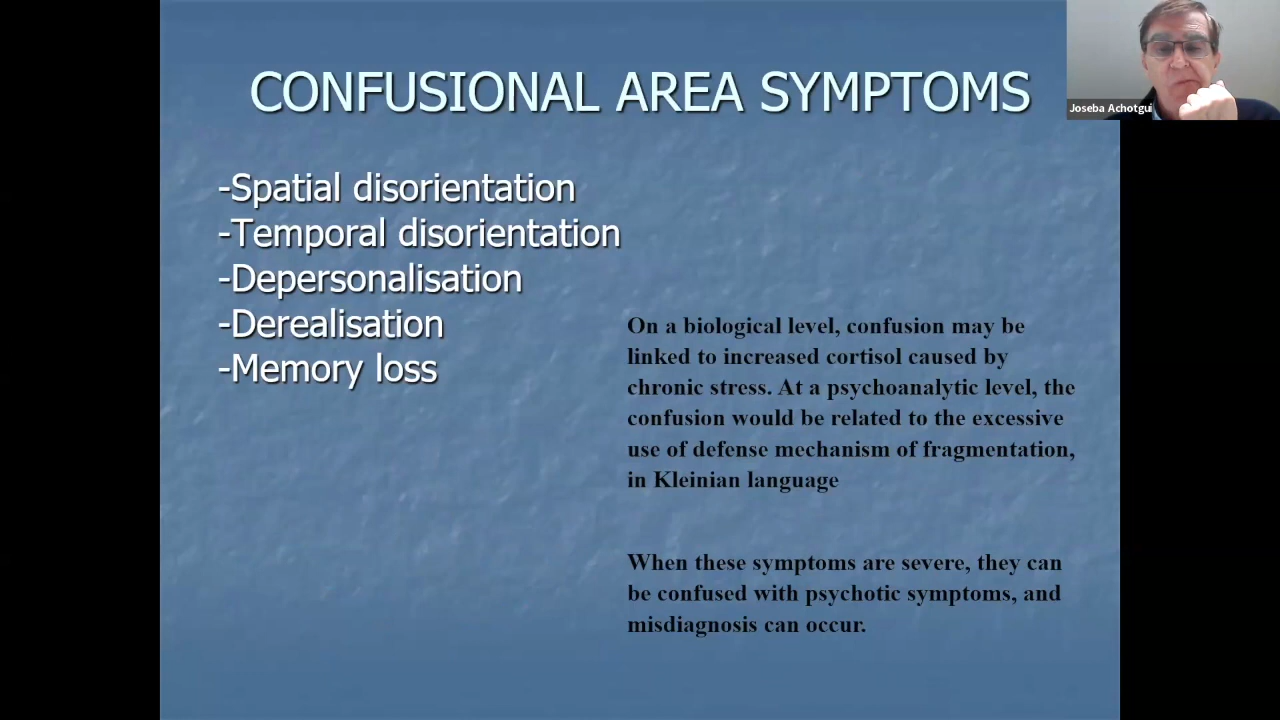 CONFUSIONAL AREA SYMPTOMS
Joseba Achotgui
-Spatial disorientation
-Temporal disorientation
-Depersonalisation
-Derealisation
-Memory loss
On a biological level, confusion may be
linked to increased cortisol caused by
chronic stress. At a psychoanalytic level, the
confusion would be related to the excessive
use of defense mechanism of fragmentation,
in Kleinian language
When these symptoms are severe, they can
be confused with psychotic symptoms, and
misdiagnosis can occur.